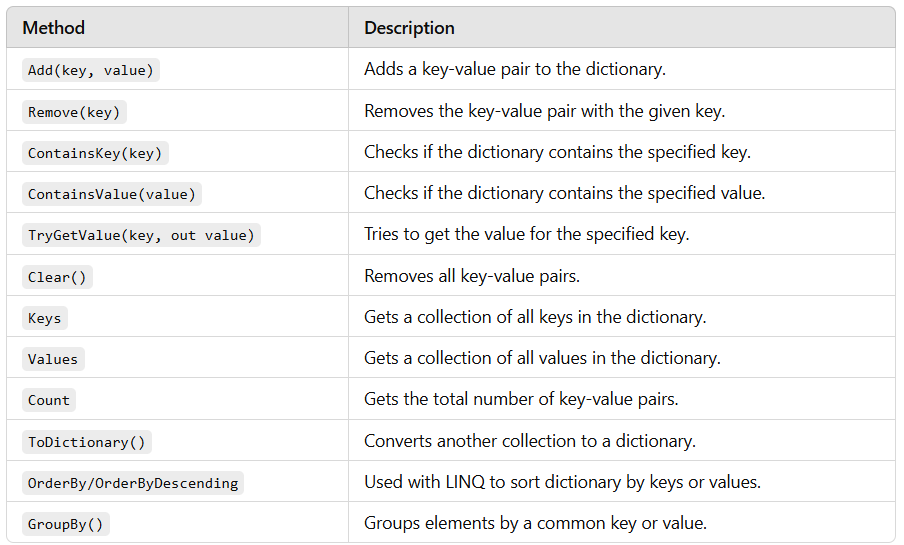 Method Description
Add(key, value) Adds a key-value pair to the dictionary.
Remove(key) Removes the key-value pair with the given key.
ContainsKey(key) Checks if the dictionary contains the specified key.
ContainsValue(value) Checks if the dictionary contains the specified value.
TryGetValue(key, out value) Tries to get the value for the specified key.
Clear() Removes all key-value pairs.
Keys Gets a collection of all keys in the dictionary.
Values Gets a collection of all values in the dictionary.
Count Gets the total number of key-value pairs.
ToDictionary() Converts another collection to a dictionary.
OrderBy/OrderByDescending Used with LINQ to sort dictionary by keys or values.
GroupBy() Groups elements by a common key or value.